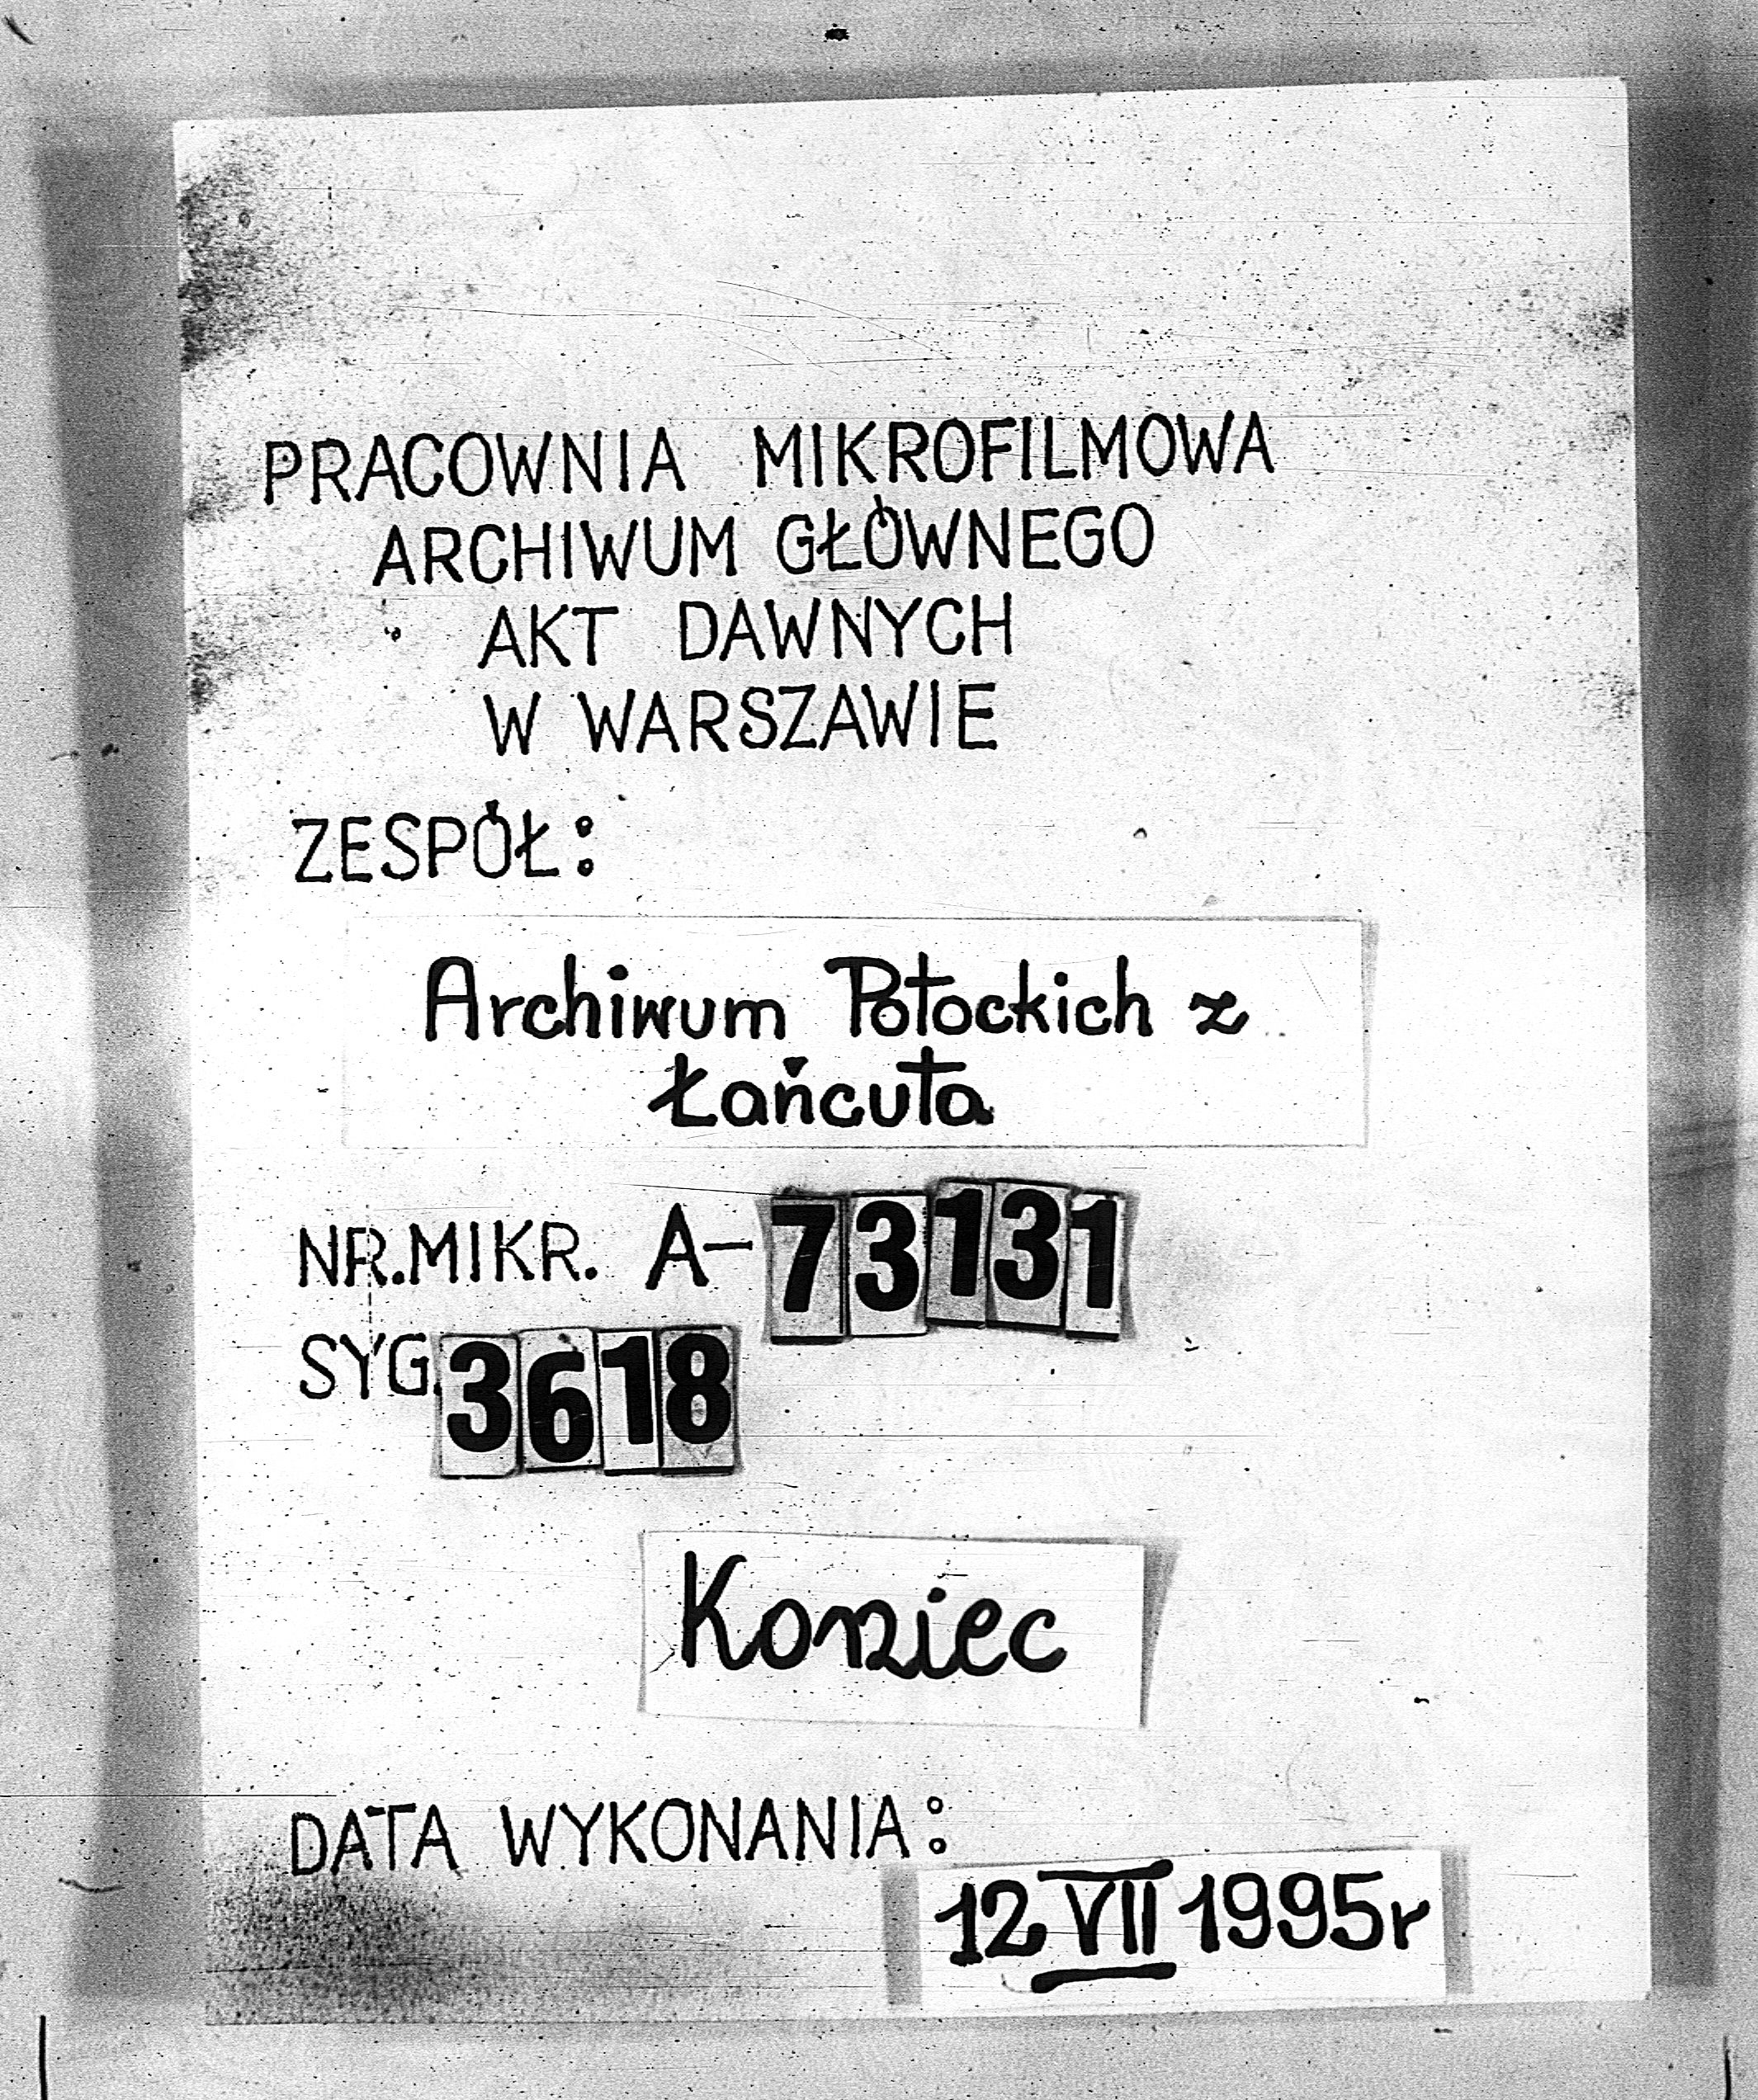 PRACOWNIA MIKROFILMOWA
ARCHIWUM GŁÓWNEGO
AKT DAWNYCH
W WARSZAWIE
ZESPÓŁ:
Archiwum Potockich z
Łańcuta
NR.MIKR. A-73131
SYG.3618
Koniec
DATA WYKONANIA:
12 VII 1995r